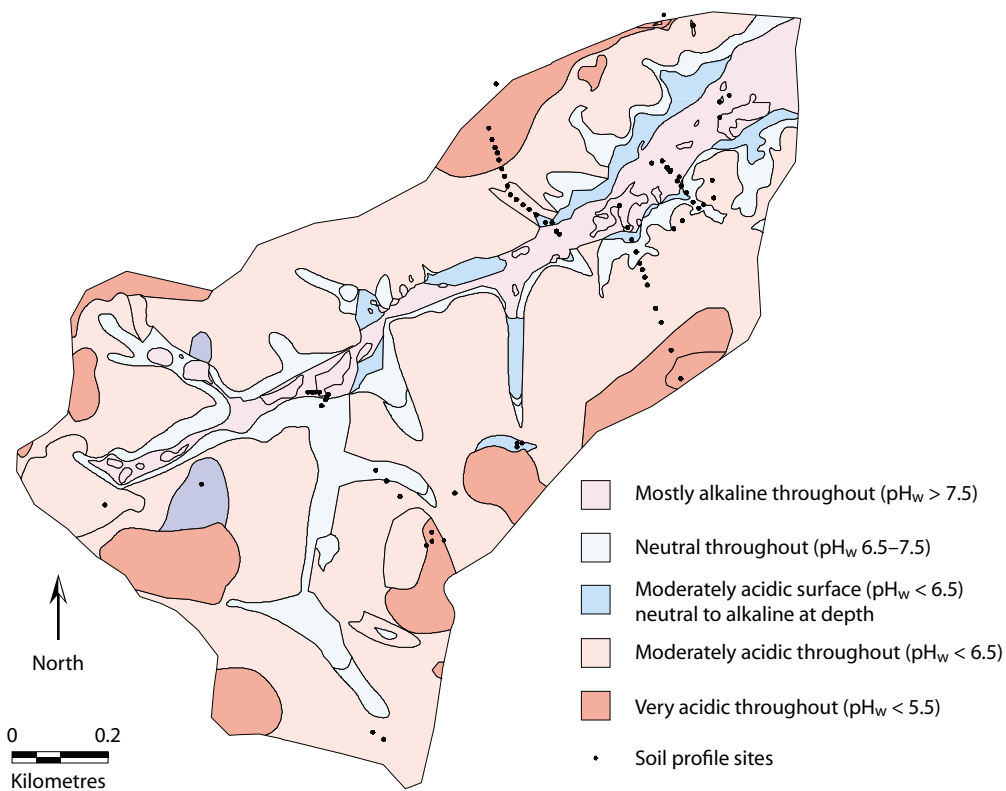 Mostly alkaline throughout (pHw > 7.5)
Neutral throughout (pHw 6.5–7.5)
Moderately acidic surface (pHw < 6.5)
neutral to alkaline at depth
Moderately acidic throughout (pHw < 6.5)
Very acidic throughout (pHw < 5.5)
Soil profile sites
North
0 0.2
Kilometres